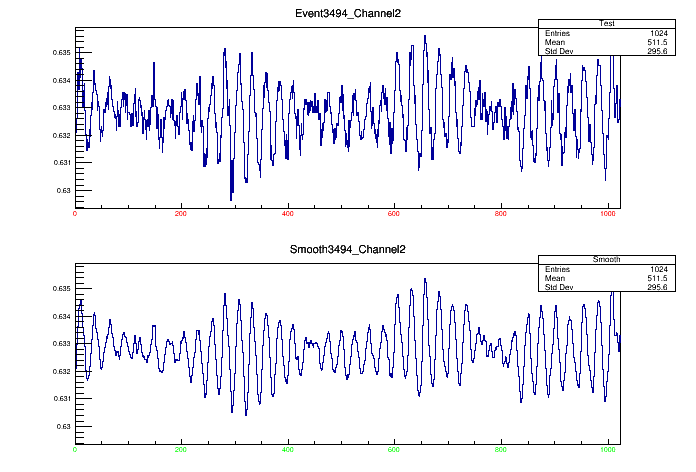 Event3494_Channel2
Test
Entries 1024
Mean 511.5
Std Dev 295.6
0.635
0.634
0.633
0.632
0.631
0.63
0 200 400 600 800 1000
Smooth3494_Channel2
Smooth
Entries 1024
Mean 511.5
Std Dev 295.6
0.635
0.634
0.633
0.632
0.631
0.63
0 200 400 600 800 1000